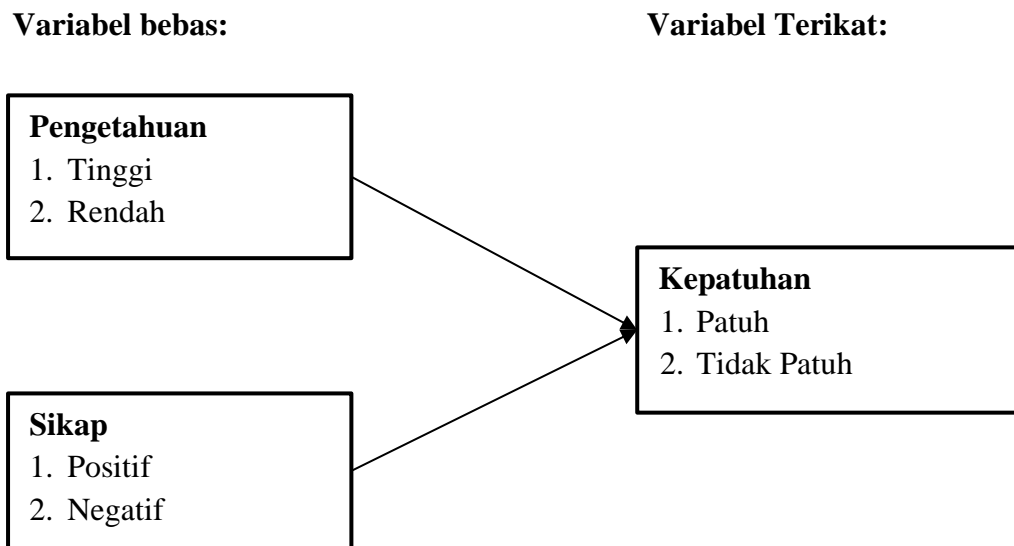 Variabel bebas:
Variabel Terikat:
Pengetahuan
1. Tinggi
2. Rendah
Kepatuhan
1. Patuh
2. Tidak Patuh
Sikap
1. Positif
2. Negatif